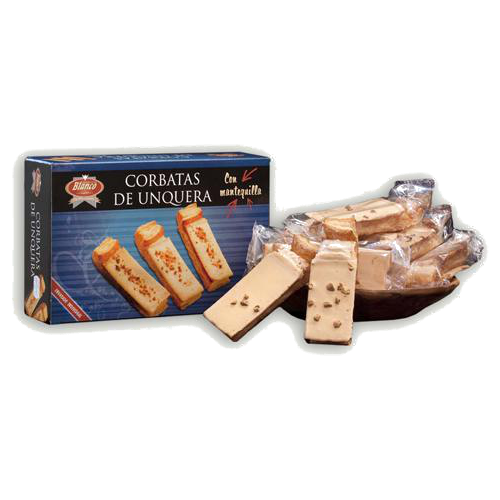 Blanco
CORBATAS
DE UNQUERA
Con
mantequilla
CORBATAS
DE UNQUERA